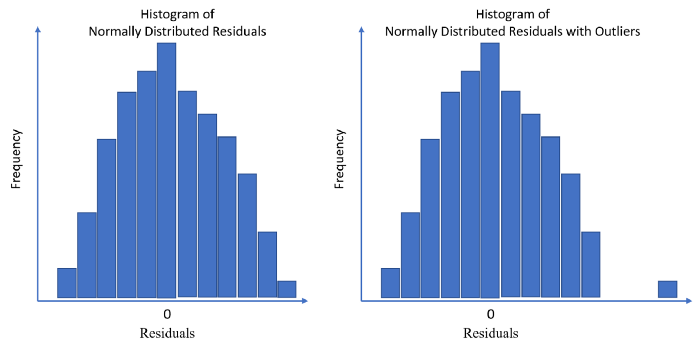 Histogram of
Normally Distributed Residuals
Frequency
0
Residuals
Histogram of
Normally Distributed Residuals with Outliers
Frequency
0
Residuals